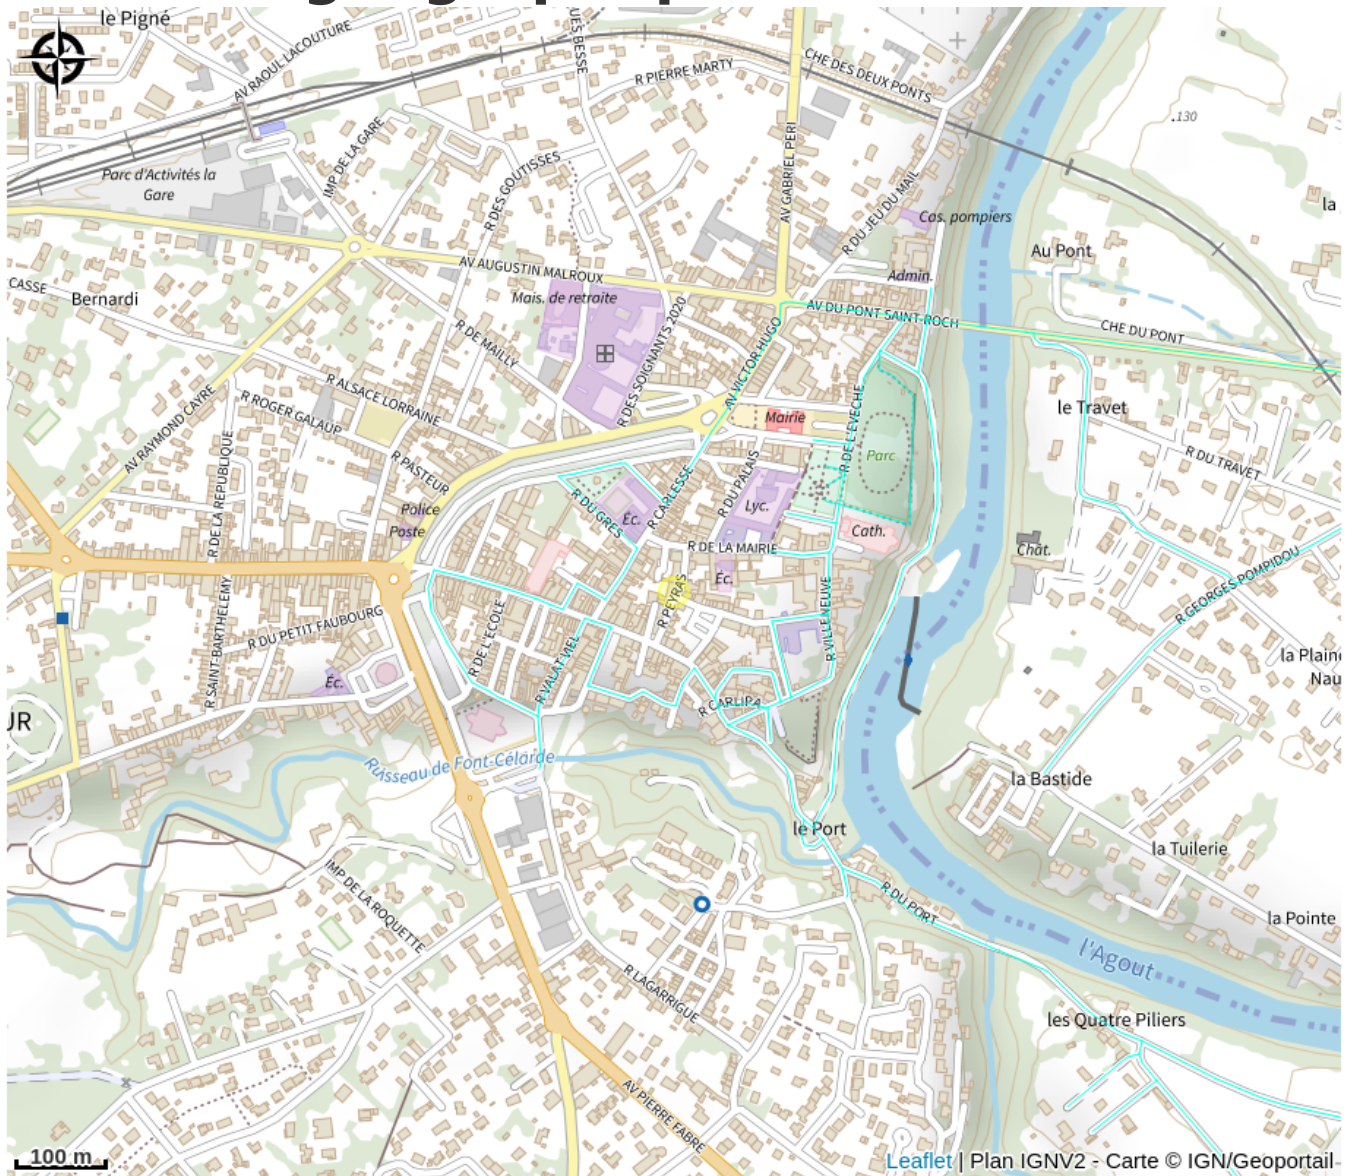 le Pigné
AV RAOUL LACOUTURE
R PIERRE MARTY
CHE DES DEUX PONTS
.130
IMP DE LA GARE
AV GABRIEL PERI
R DES GOUTISSES
Parc d'Activités la
Gare
R DU JEU DU MAIL
Cas. pompiers
la
Au Pont
AV AUGUSTIN MALROUX
Admin.
CASSE
Bernardi
Mais. de retraite
AV DU PONT SAINT-ROCH
CHE DU PONT
R DE MAILLY
R DES SOIGNANTS 2020
AV VICTOR HUGO
R ALSACE LORRAINE
R ROGER GALAUP
AV RAYMOND CAYRE
R DE L'EVECHE
le Travet
Mairie
R DE LA REPUBLIQUE
R PASTEUR
R CARLESSE
R DU PALAIS
Parc
R DU TRAVET
R DU GRES
Éc.
Lyc.
Police
Poste
Cath.
R DE LA MAIRIE
Chât.
Éc.
R PEYRAS
R GEORGES POMPIDOU
R SAINT-BARTHELEMY
R DU PETIT FAUBOURG
R DE L'ECOLE
R VALAT-VIEL
R VILLENEUVE
la Plaine
Nau
Éc.
R CARLIPA
UR
Ruisseau de Font-Célarde
la Bastide
le Port
la Tuilerie
IMP DE LA ROQUETTE
R DU PORT
la Pointe
l'Agout
R LAGARRIGUE
les Quatre Piliers
AV PIERRE FABRE
100 m
Leaflet | Plan IGNV2 - Carte © IGN/Geoportail